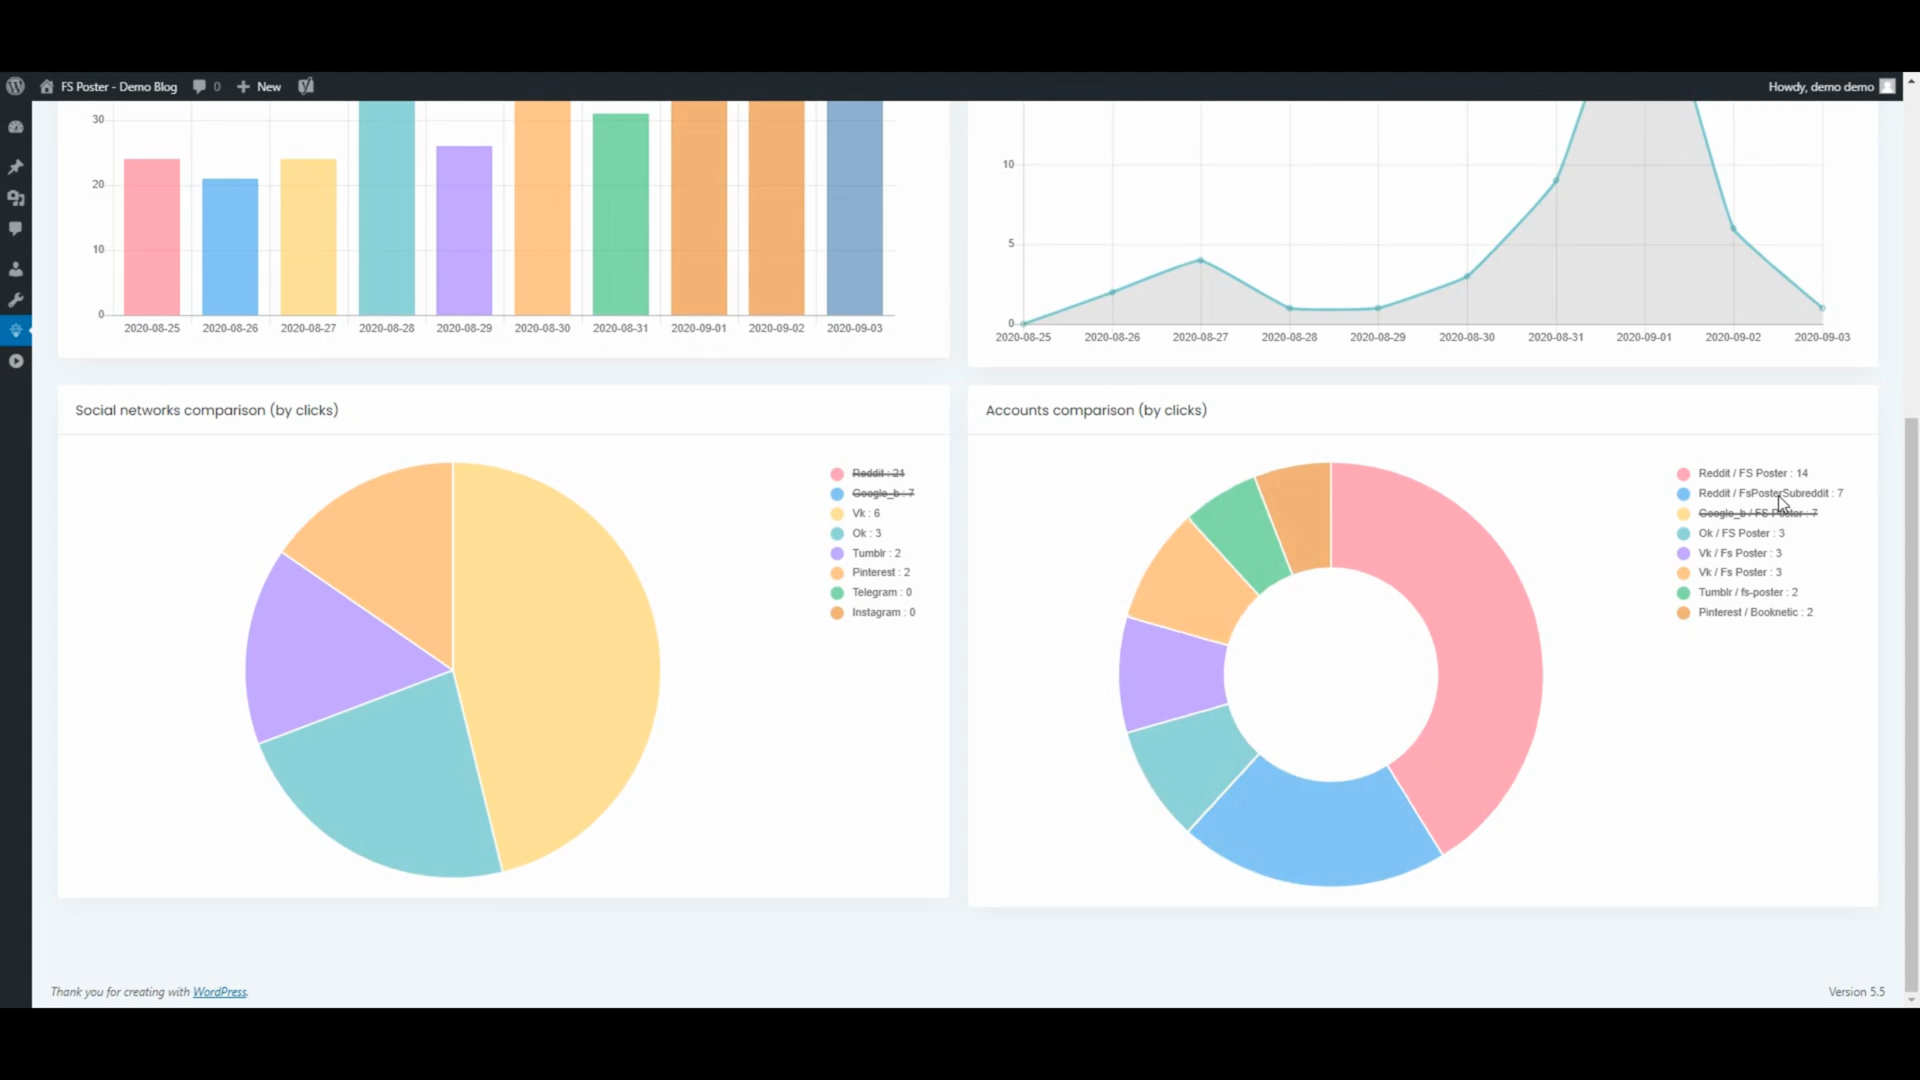 FS Poster - Demo Blog 0 New Howdy, demo demo
30
20
10
0
2020-08-25 2020-08-26 2020-08-27 2020-08-28 2020-08-29 2020-08-30 2020-08-31 2020-09-01 2020-09-02 2020-09-03
10
5
0
2020-08-25 2020-08-26 2020-08-27 2020-08-28 2020-08-29 2020-08-30 2020-08-31 2020-09-01 2020-09-02 2020-09-03
Social networks comparison (by clicks)
Reddit : 21
Google_b : 7
Vk : 6
Ok : 3
Tumblr : 2
Pinterest : 2
Telegram : 0
Instagram : 0
Accounts comparison (by clicks)
Reddit / FS Poster : 14
Reddit / FsPosterSubreddit : 7
Google_b / FS Poster : 7
Ok / FS Poster : 3
Vk / Fs Poster : 3
Vk / Fs Poster : 3
Tumblr / fs-poster : 2
Pinterest / Booknetic : 2
Thank you for creating with WordPress.
Version 5.5